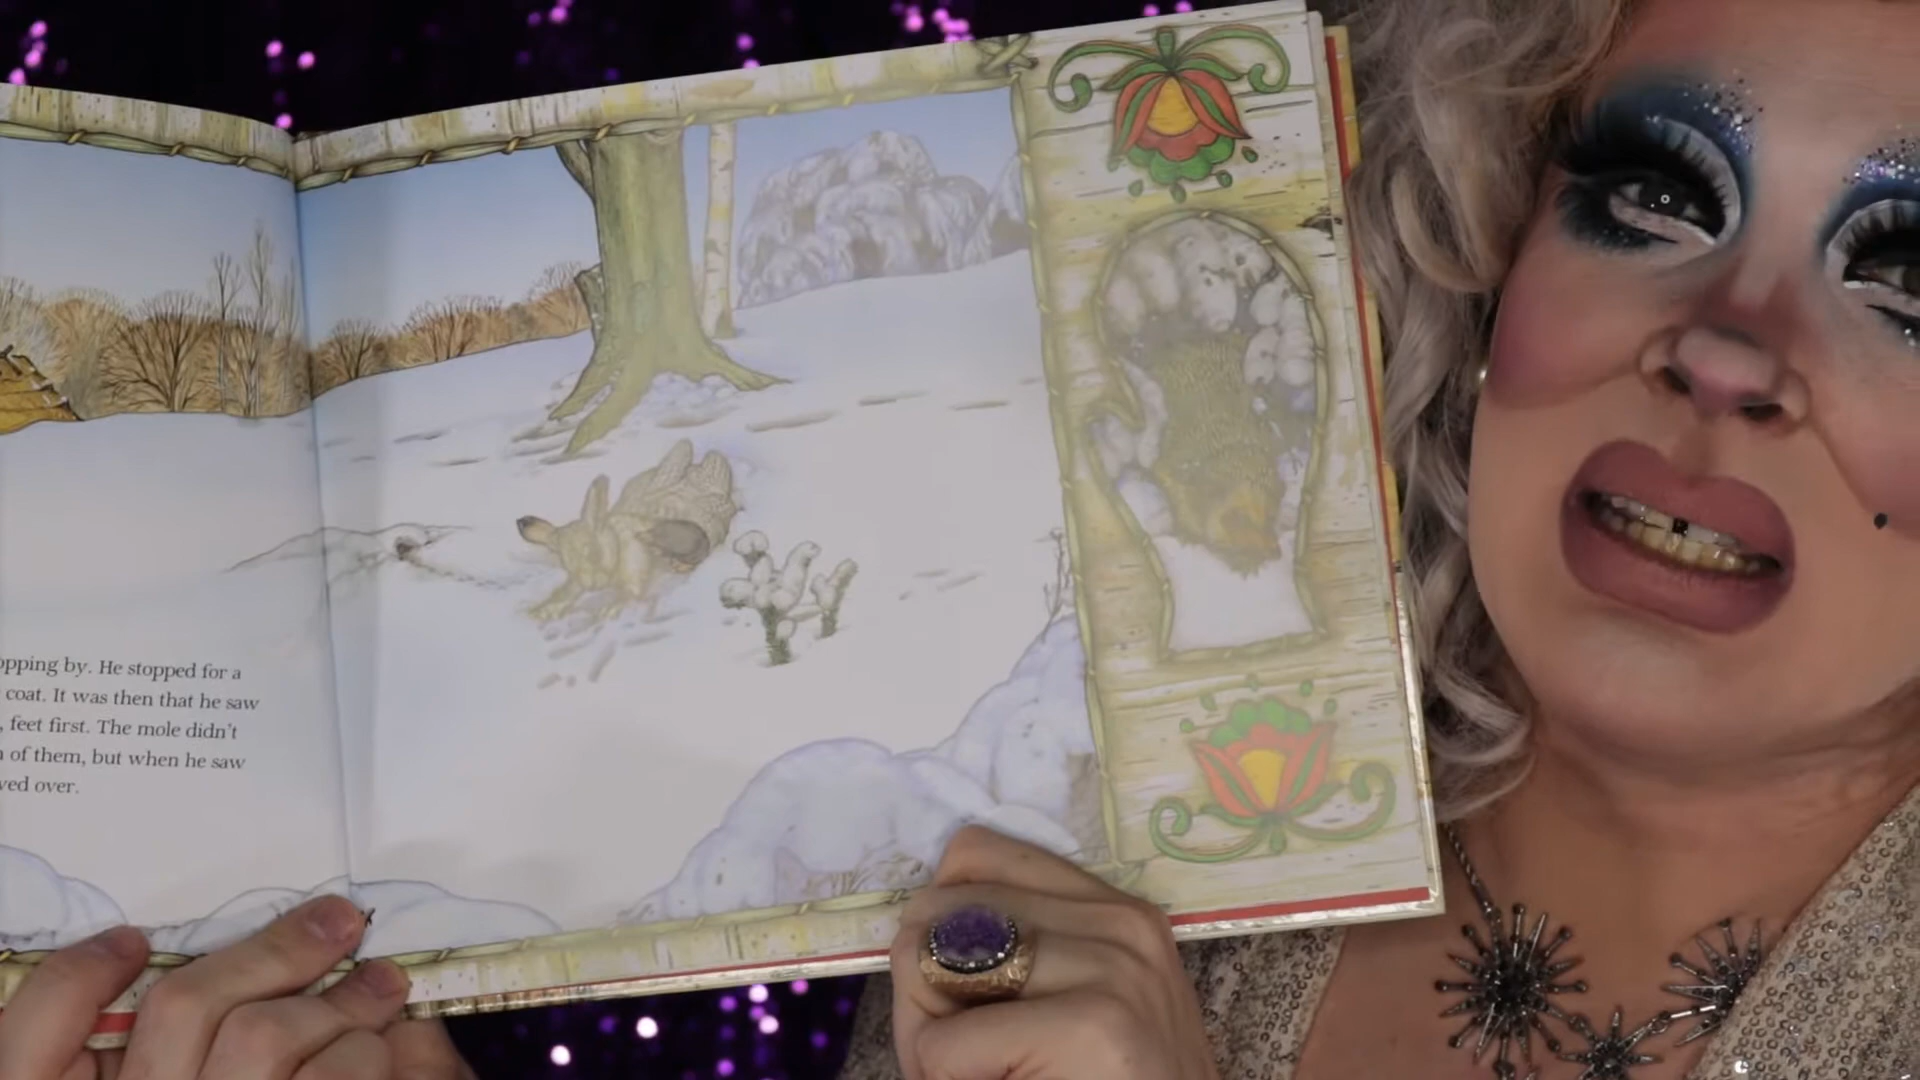 opping by. He stopped for a
coat. It was then that he saw
, feet first. The mole didn't
of them, but when he saw
ved over.